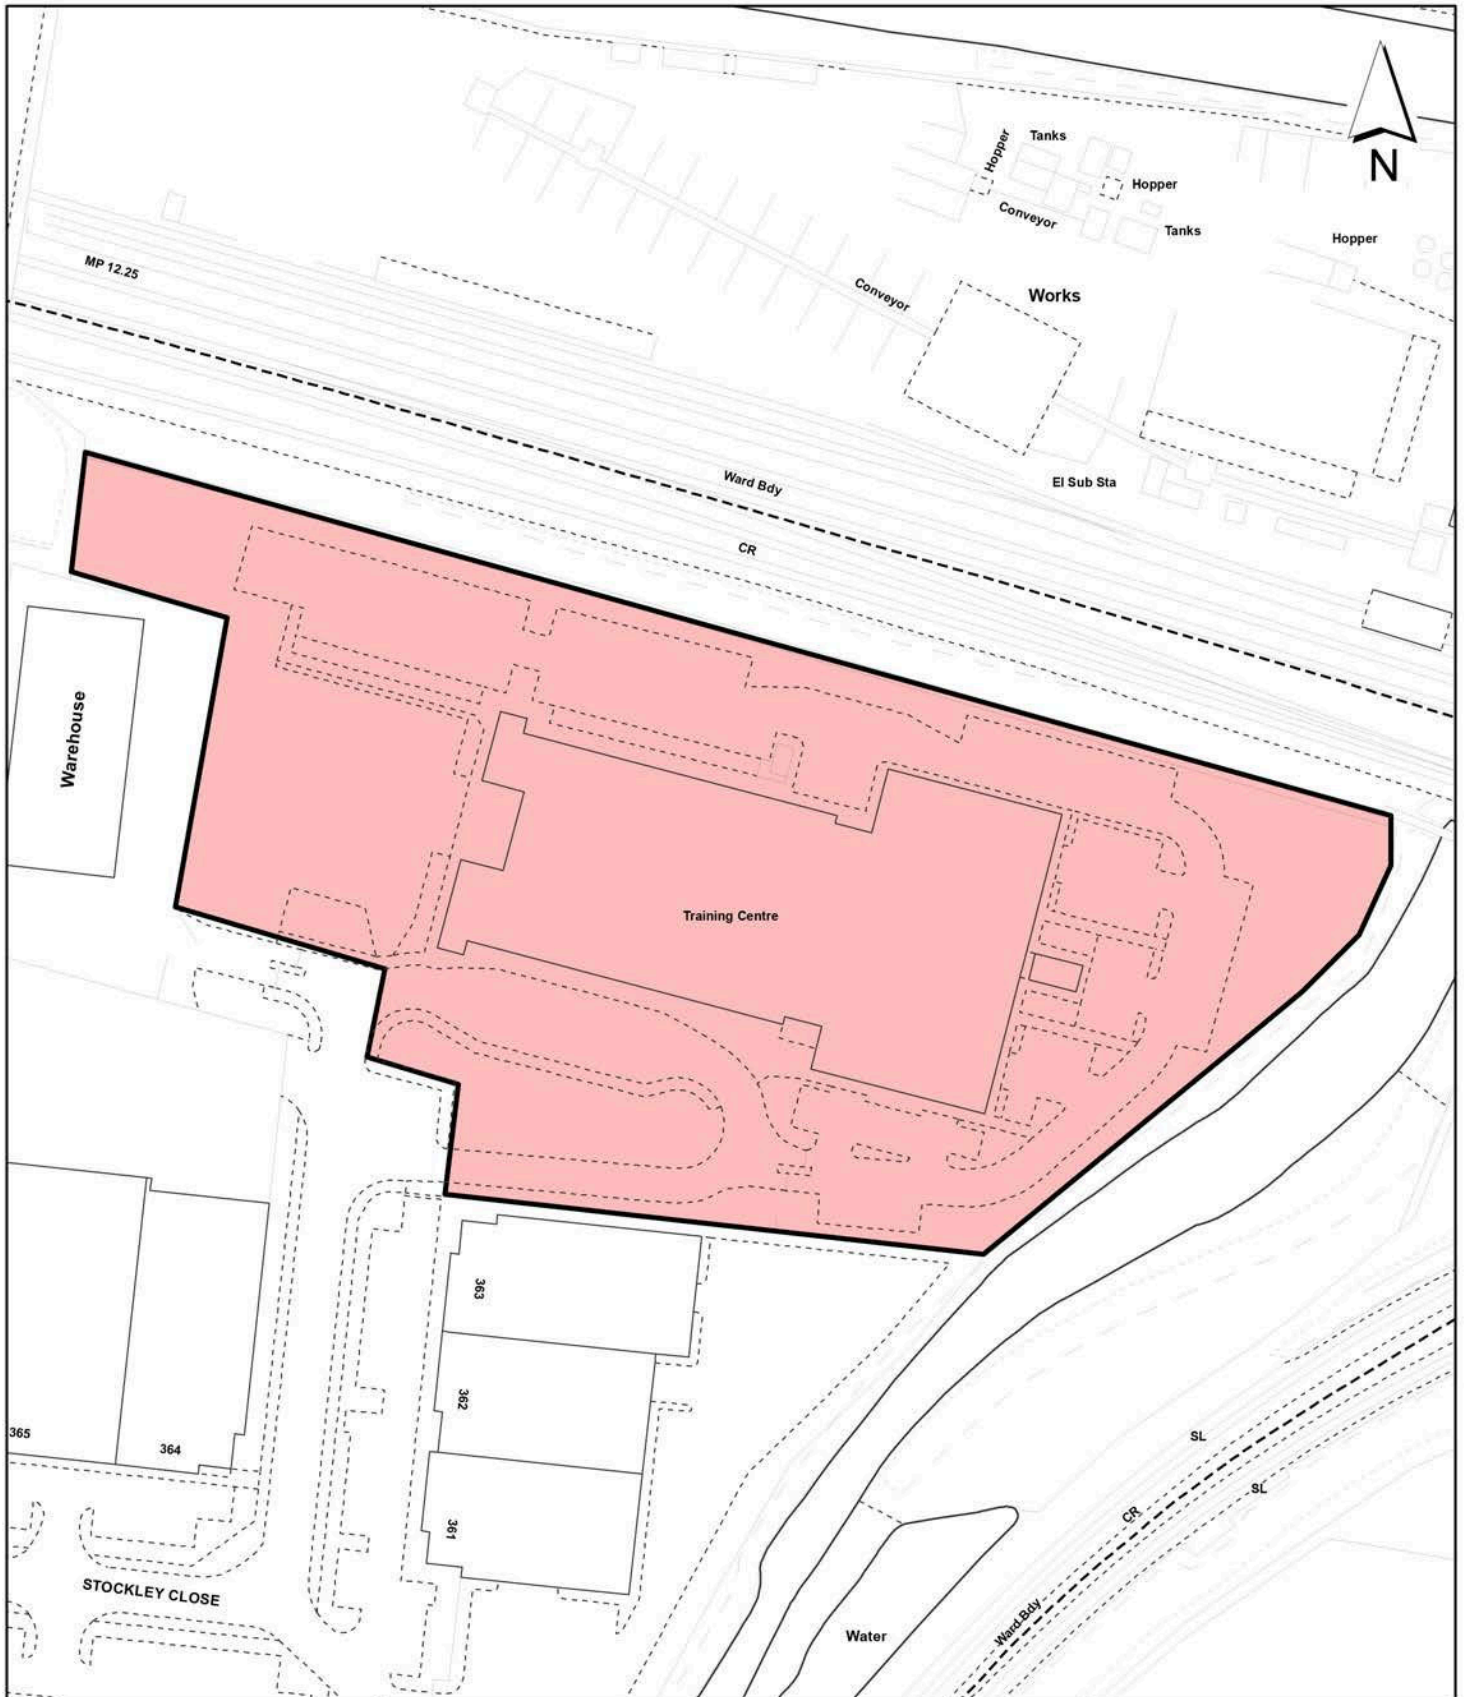 Hopper
Tanks
Hopper
Conveyor
Tanks
Hopper
N
MP 12.25
Conveyor
Works
Ward Bdy
El Sub Sta
CR
Warehouse
Training Centre
363
362
361
365
364
STOCKLEY CLOSE
SL
SL
CR
Ward Bdy
Water